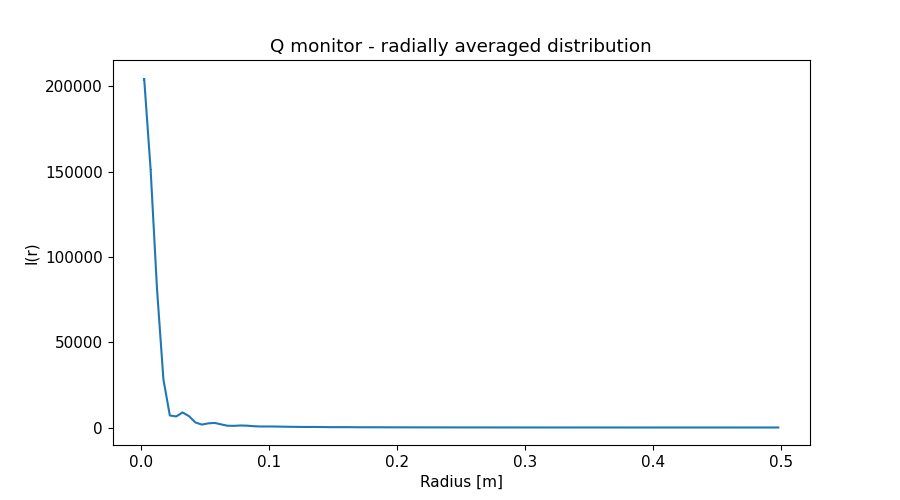 Q monitor - radially averaged distribution
200000
150000
100000
50000
0
I(r)
0.0 0.1 0.2 0.3 0.4 0.5
Radius [m]